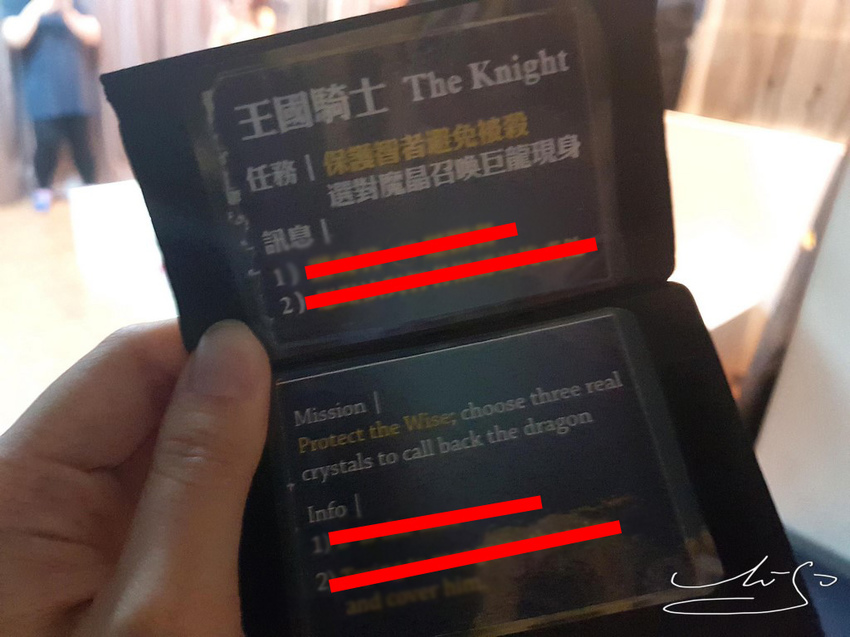 王國騎士 The Knight
任務 | 保護智者避免被殺
選對魔晶召喚巨龍現身
訊息 |
1)
2)
Mission |
Protect the Wise; choose three real
crystals to call back the dragon
Info |
1)
2)
and cover him.